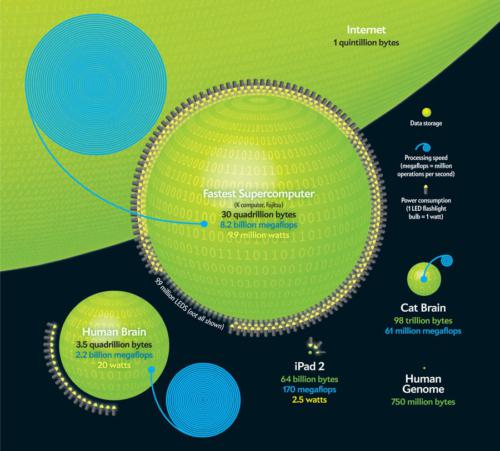 Internet
1 quintillion bytes
Data storage
Processing speed
(megaflops = million
operations per second)
Power consumption
(1 LED flashlight
bulb = 1 watt)
Fastest Supercomputer
(K computer, Fujitsu)
30 quadrillion bytes
8.2 billion megaflops
9.9 million watts
9.9 million LEDS (not all shown)
Cat Brain
98 trillion bytes
61 million megaflops
Human Brain
3.5 quadrillion bytes
2.2 billion megaflops
20 watts
iPad 2
64 billion bytes
170 megaflops
2.5 watts
Human
Genome
750 million bytes